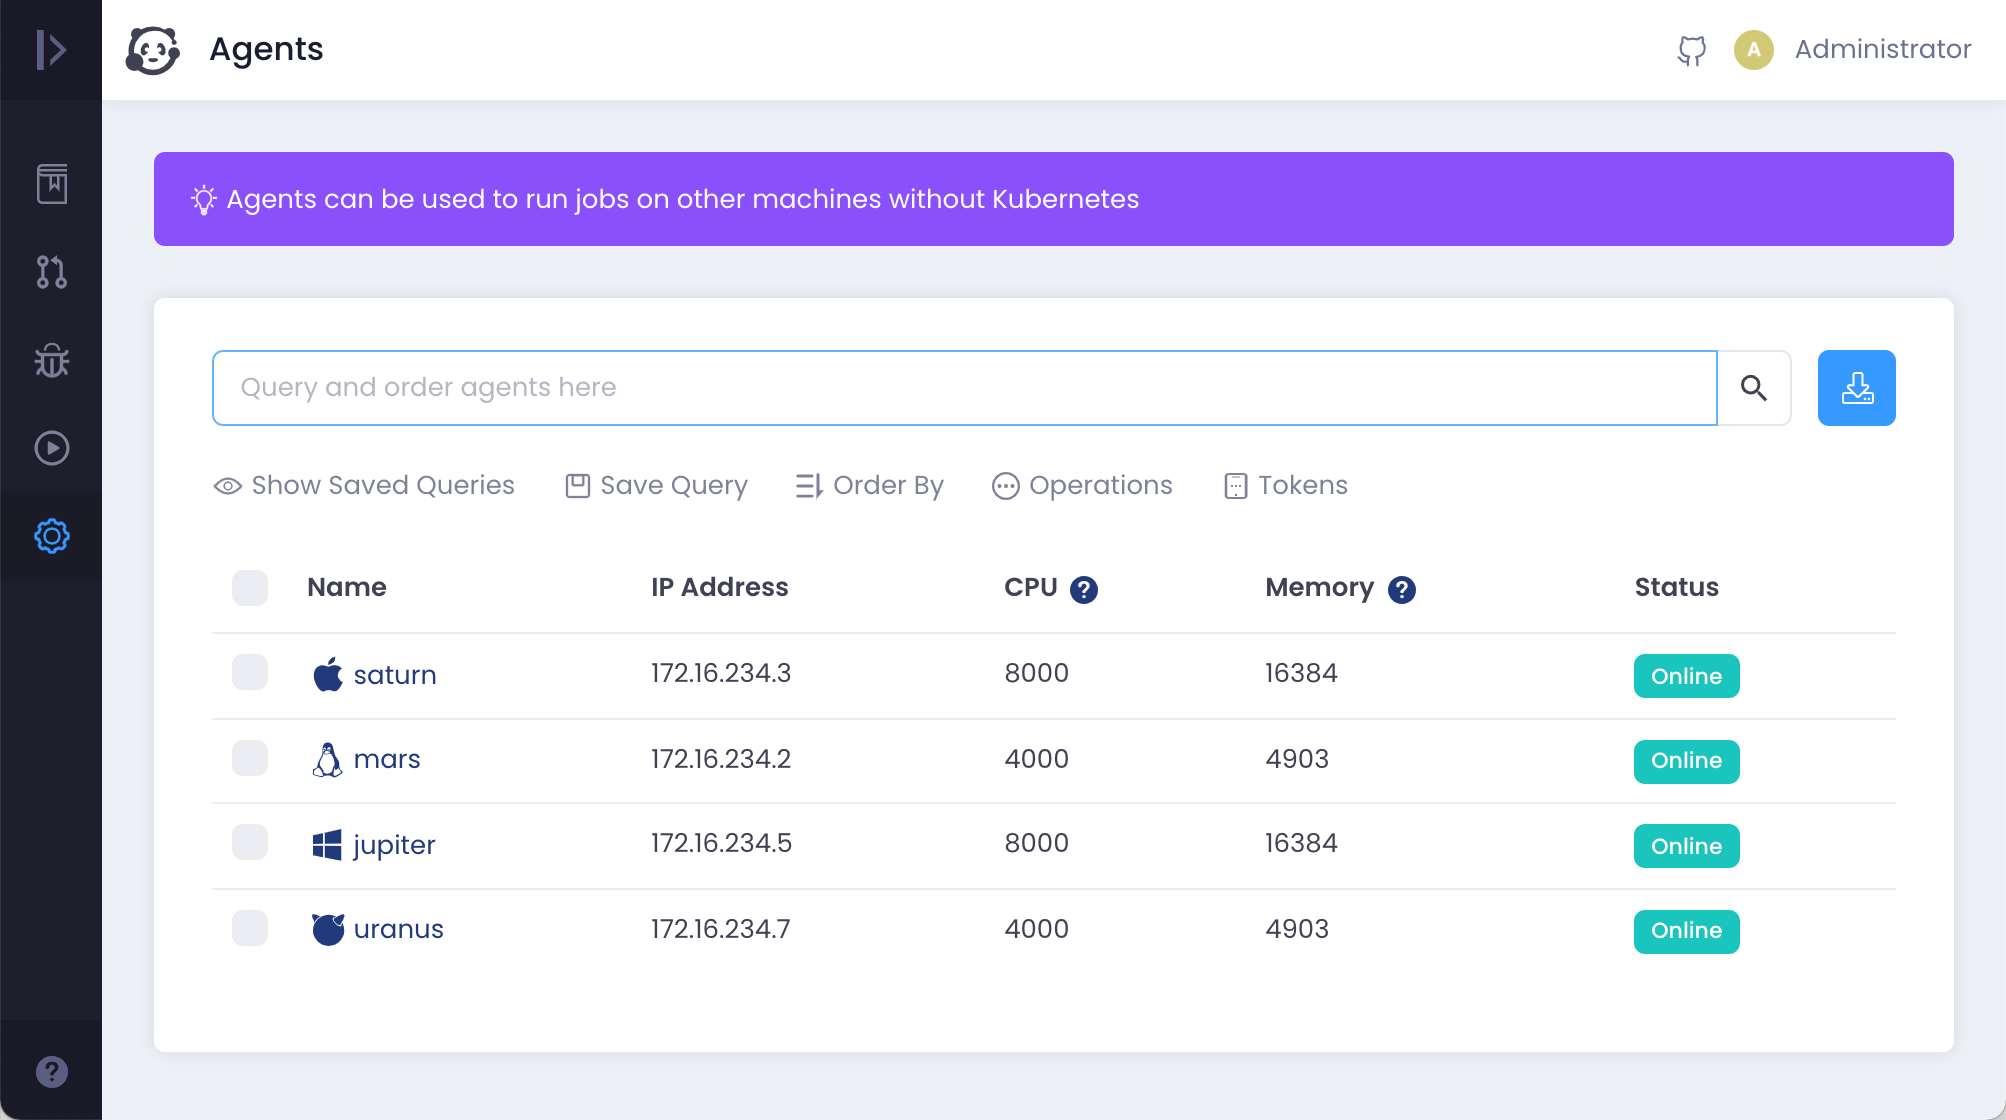 Agents
A Administrator
Agents can be used to run jobs on other machines without Kubernetes
Query and order agents here
Show Saved Queries Save Query Order By Operations Tokens
Name IP Address CPU ? Memory ? Status
saturn 172.16.234.3 8000 16384 Online
mars 172.16.234.2 4000 4903 Online
jupiter 172.16.234.5 8000 16384 Online
uranus 172.16.234.7 4000 4903 Online
?